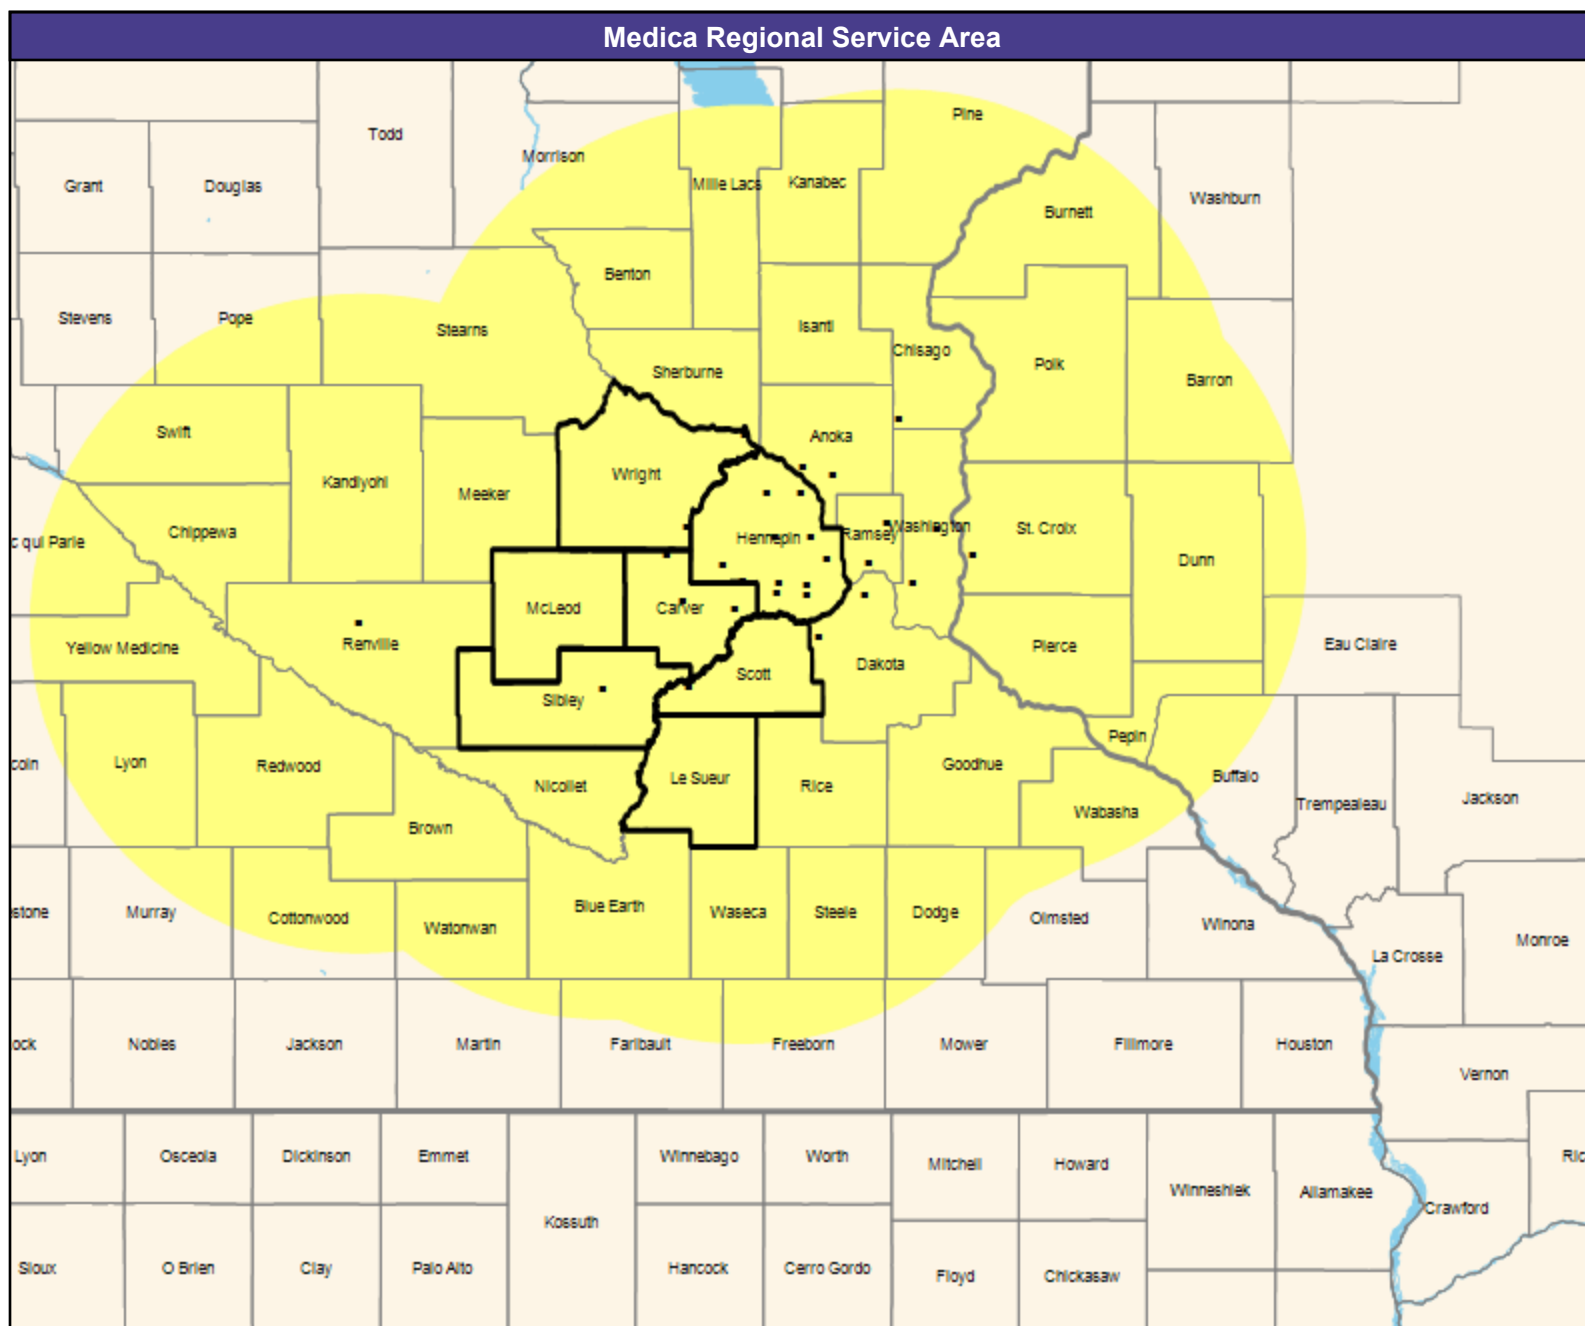 Medica Regional Service Area
Pine
Todd
Morrison
Mille Lacs
Kanabec
Grant
Douglas
Washburn
Burnett
Benton
Stevens
Pope
Stearns
Isanti
Chisago
Polk
Barron
Sherburne
Swift
Anoka
Kandiyohi
Wright
Meeker
Chippewa
c qui Parle
Hennepin
Ramsey
Washington
St. Croix
Dunn
McLeod
Carver
Yellow Medicine
Renville
Scott
Dakota
Pierce
Eau Claire
Sibley
Pepin
coln
Lyon
Redwood
Nicollet
Le Sueur
Rice
Goodhue
Buffalo
Trempealeau
Jackson
Brown
Wabasha
stone
Murray
Cottonwood
Watonwan
Blue Earth
Waseca
Steele
Dodge
Olmsted
Winona
Monroe
La Crosse
ock
Nobles
Jackson
Martin
Faribault
Freeborn
Mower
Fillmore
Houston
Vernon
Lyon
Osceola
Dickinson
Emmet
Winnebago
Worth
Mitchell
Howard
Ric
Winneshiek
Allamakee
Crawford
Kossuth
Sioux
O Brien
Clay
Palo Alto
Hancock
Cerro Gordo
Floyd
Chickasaw